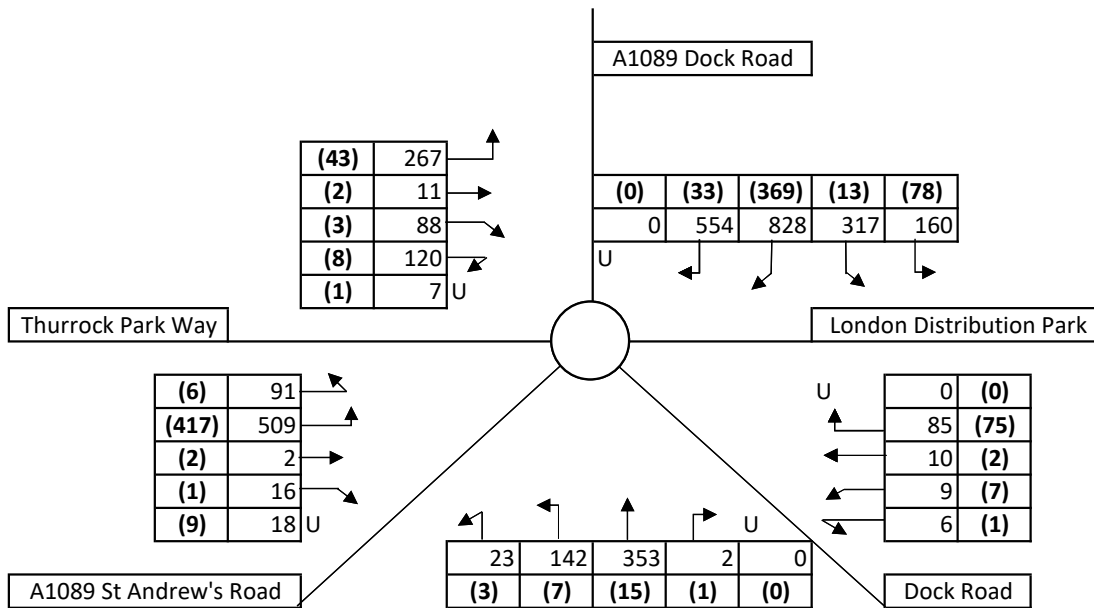 A1089 Dock Road
(43) 267
(2) 11
(3) 88
(8) 120
(1) 7 U
(0) (33) (369) (13) (78)
0 554 828 317 160
U
Thurrock Park Way
London Distribution Park
(6) 91
(417) 509
(2) 2
(1) 16
(9) 18 U
U 0 (0)
85 (75)
10 (2)
9 (7)
6 (1)
U
23 142 353 2 0
(3) (7) (15) (1) (0)
A1089 St Andrew's Road
Dock Road